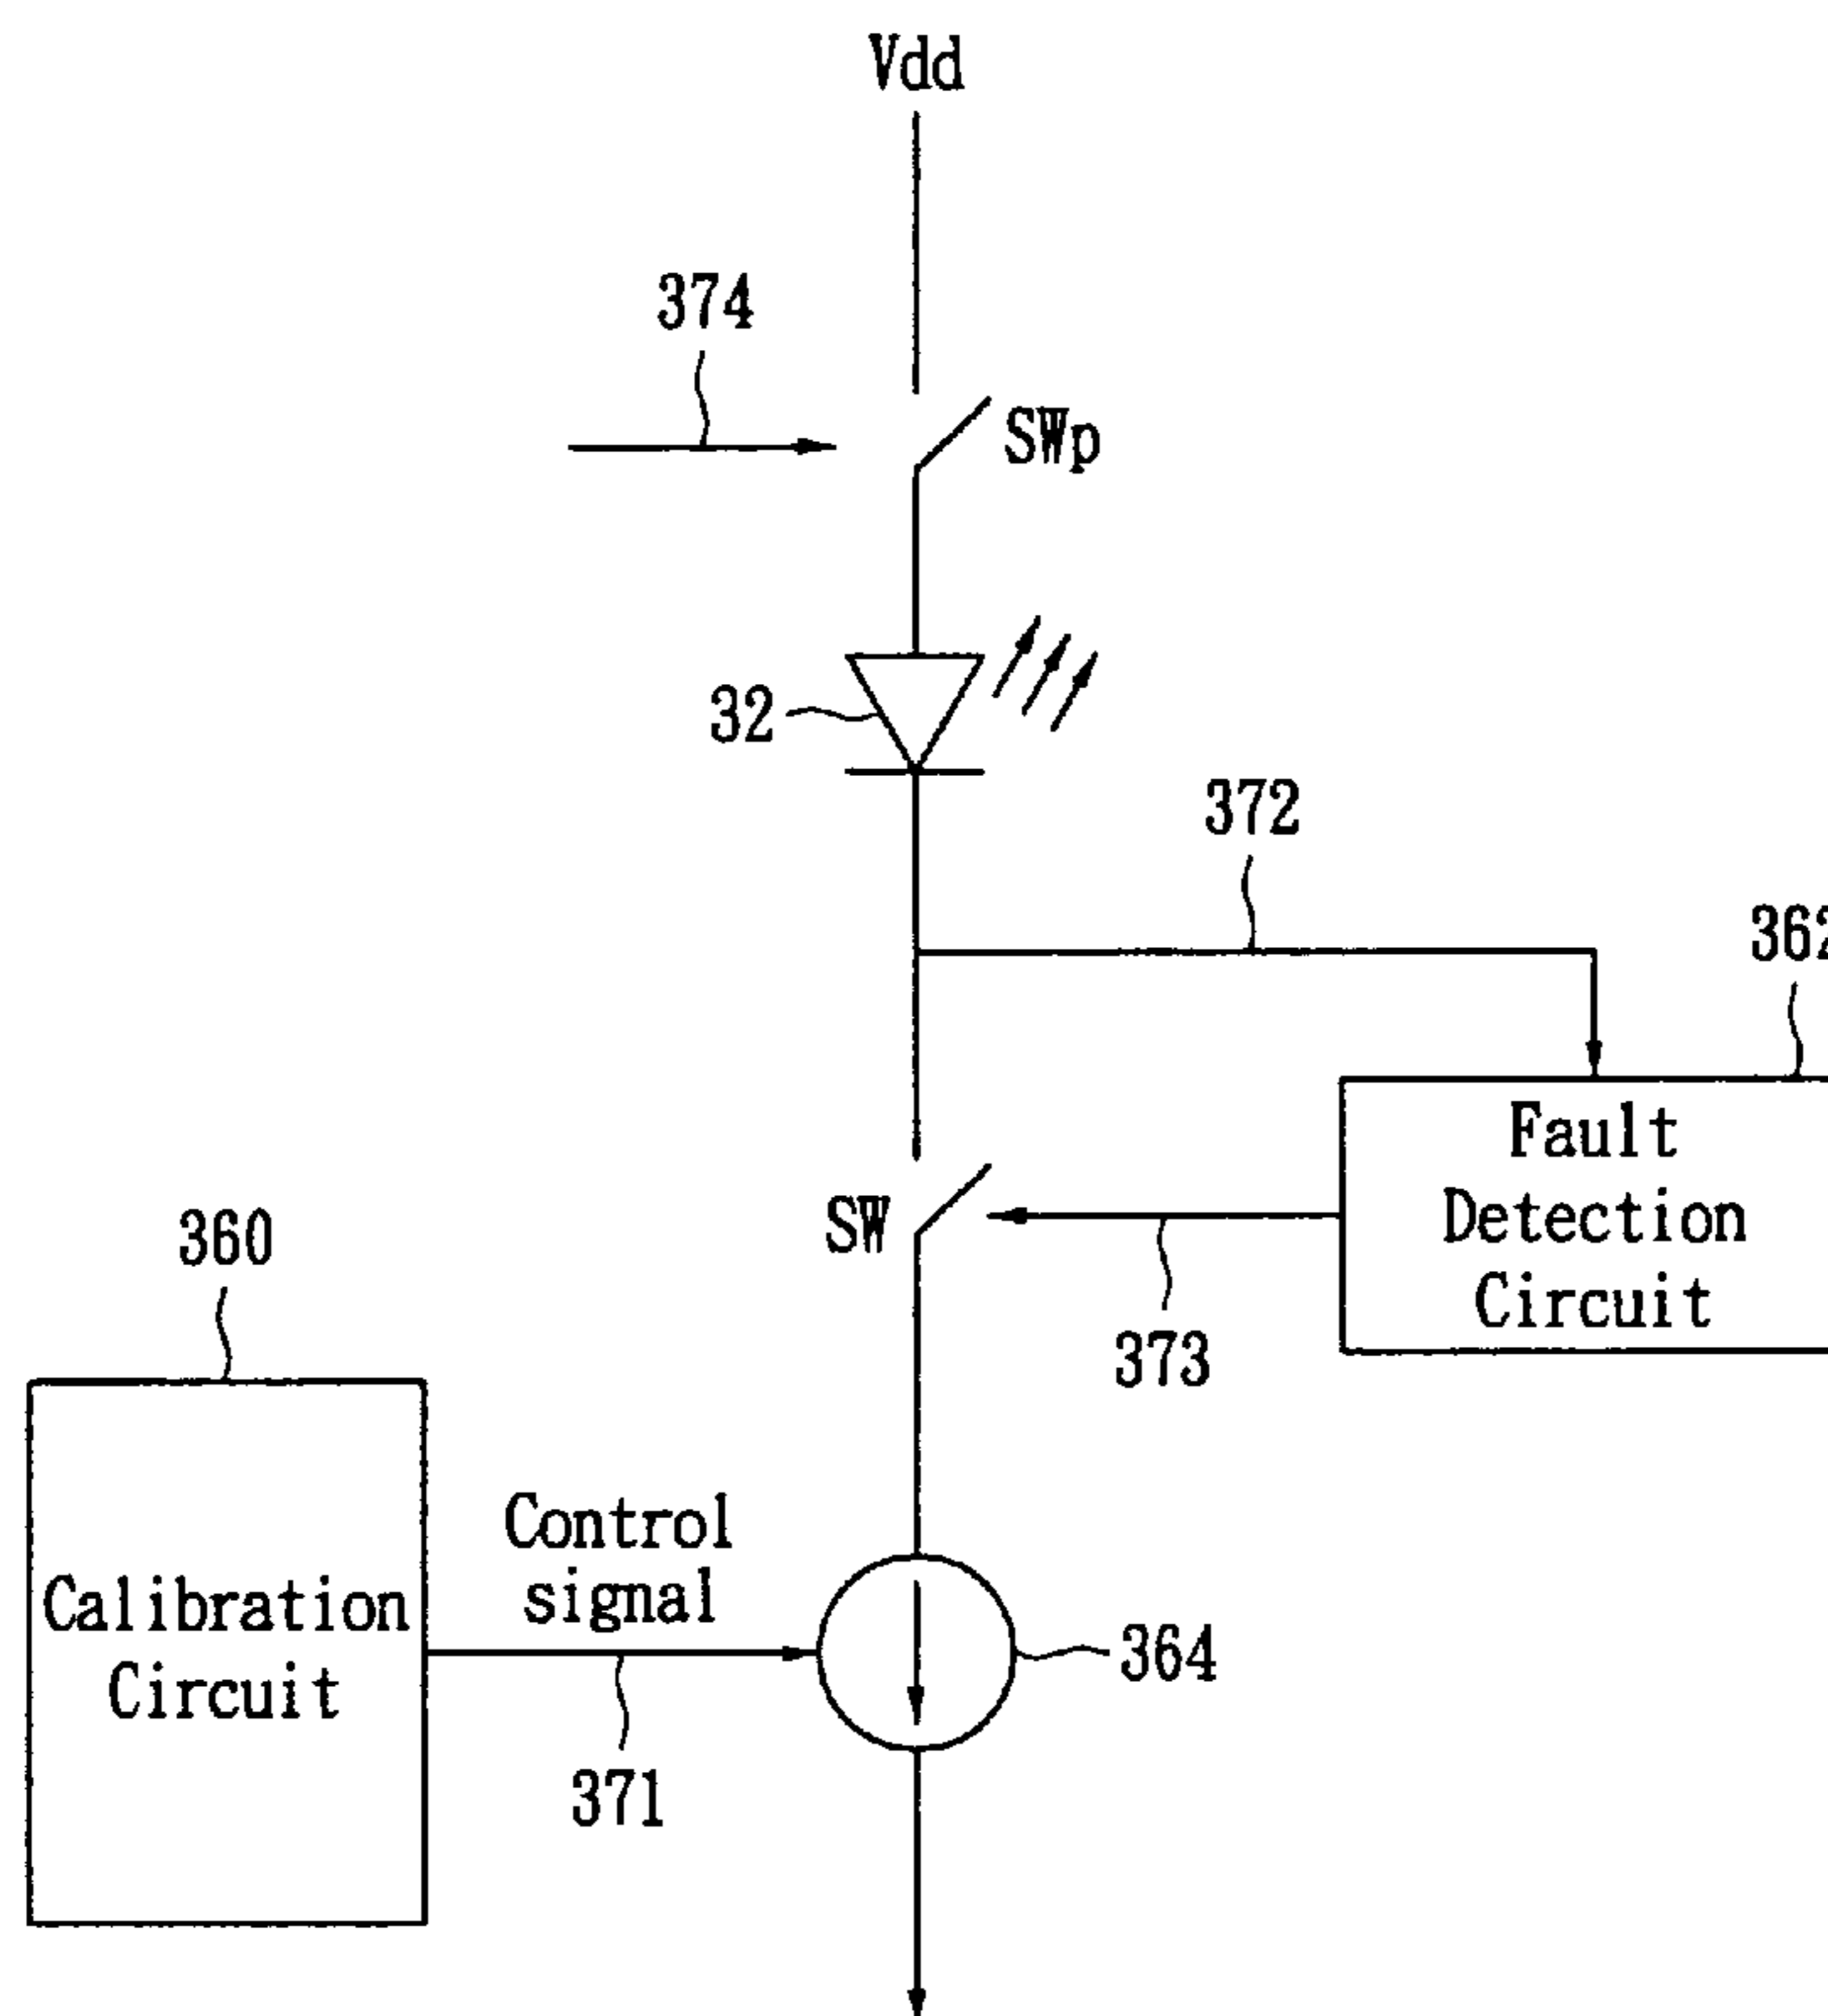 Vdd
374
SWp
32
372
362
Fault
Detection
Circuit
SW
373
360
Control
signal
Calibration
Circuit
364
371